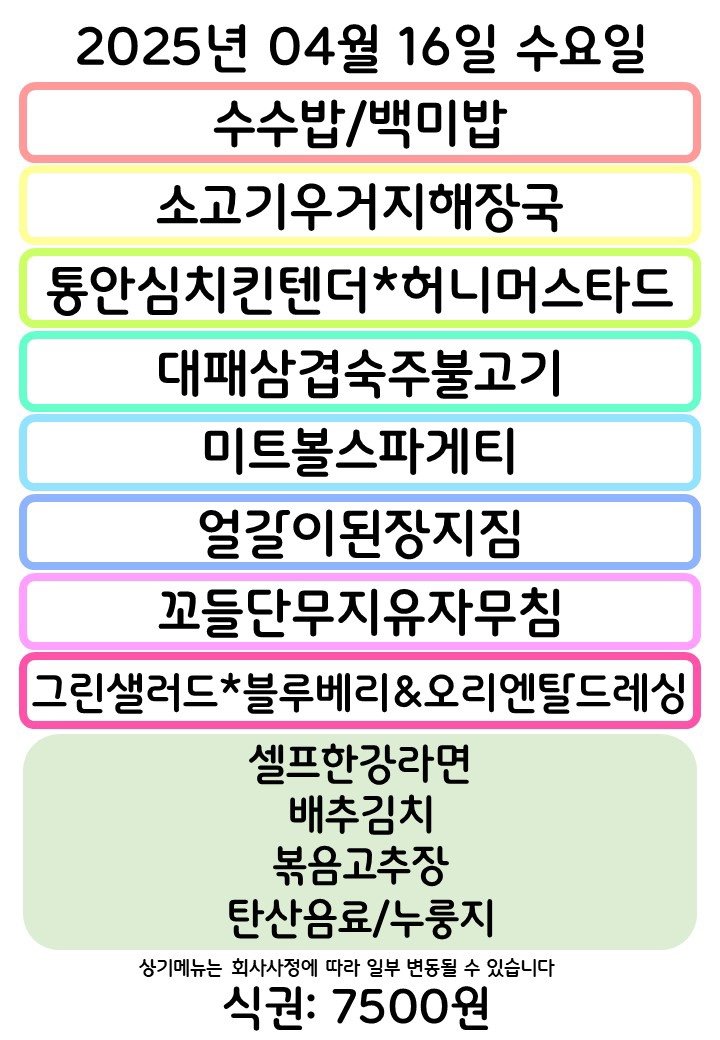 2025년 04월 16일 수요일
수수밥/백미밥
소고기우거지해장국
통안심치킨텐더*허니머스타드
대패삼겹숙주불고기
미트볼스파게티
얼갈이된장지짐
꼬들단무지유자무침
그린샐러드*블루베리&오리엔탈드레싱
셀프한강라면
배추김치
볶음고추장
탄산음료/누룽지
상기메뉴는 회사사정에 따라 일부 변동될 수 있습니다
식권: 7500원